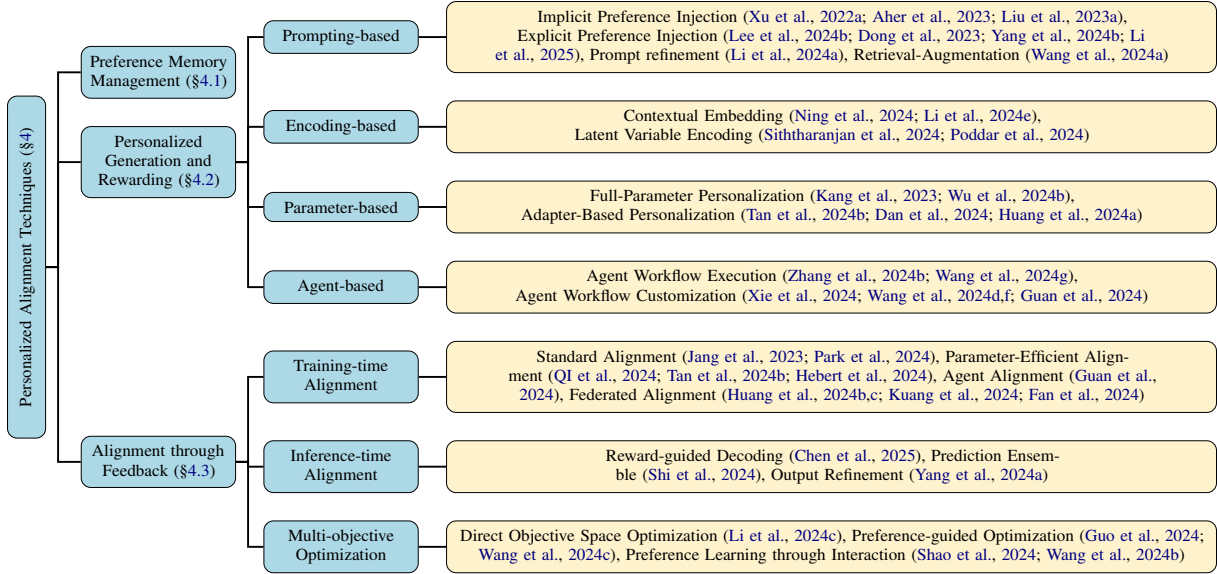 Personalized Alignment Techniques (§4)
Preference Memory
Management (§4.1)
Personalized
Generation and
Rewarding (§4.2)
Prompting-based
Implicit Preference Injection (Xu et al., 2022a; Aher et al., 2023; Liu et al., 2023a),
Explicit Preference Injection (Lee et al., 2024b; Dong et al., 2023; Yang et al., 2024b; Li
et al., 2025), Prompt refinement (Li et al., 2024a), Retrieval-Augmentation (Wang et al., 2024a)
Encoding-based
Contextual Embedding (Ning et al., 2024; Li et al., 2024e),
Latent Variable Encoding (Siththaranjan et al., 2024; Poddar et al., 2024)
Parameter-based
Full-Parameter Personalization (Kang et al., 2023; Wu et al., 2024b),
Adapter-Based Personalization (Tan et al., 2024b; Dan et al., 2024; Huang et al., 2024a)
Agent-based
Agent Workflow Execution (Zhang et al., 2024b; Wang et al., 2024g),
Agent Workflow Customization (Xie et al., 2024; Wang et al., 2024d,f; Guan et al., 2024)
Alignment through
Feedback (§4.3)
Training-time
Alignment
Standard Alignment (Jang et al., 2023; Park et al., 2024), Parameter-Efficient Align-
ment (QI et al., 2024; Tan et al., 2024b; Hebert et al., 2024), Agent Alignment (Guan et al.,
2024), Federated Alignment (Huang et al., 2024b,c; Kuang et al., 2024; Fan et al., 2024)
Inference-time
Alignment
Reward-guided Decoding (Chen et al., 2025), Prediction Ensem-
ble (Shi et al., 2024), Output Refinement (Yang et al., 2024a)
Multi-objective
Optimization
Direct Objective Space Optimization (Li et al., 2024c), Preference-guided Optimization (Guo et al., 2024;
Wang et al., 2024c), Preference Learning through Interaction (Shao et al., 2024; Wang et al., 2024b)